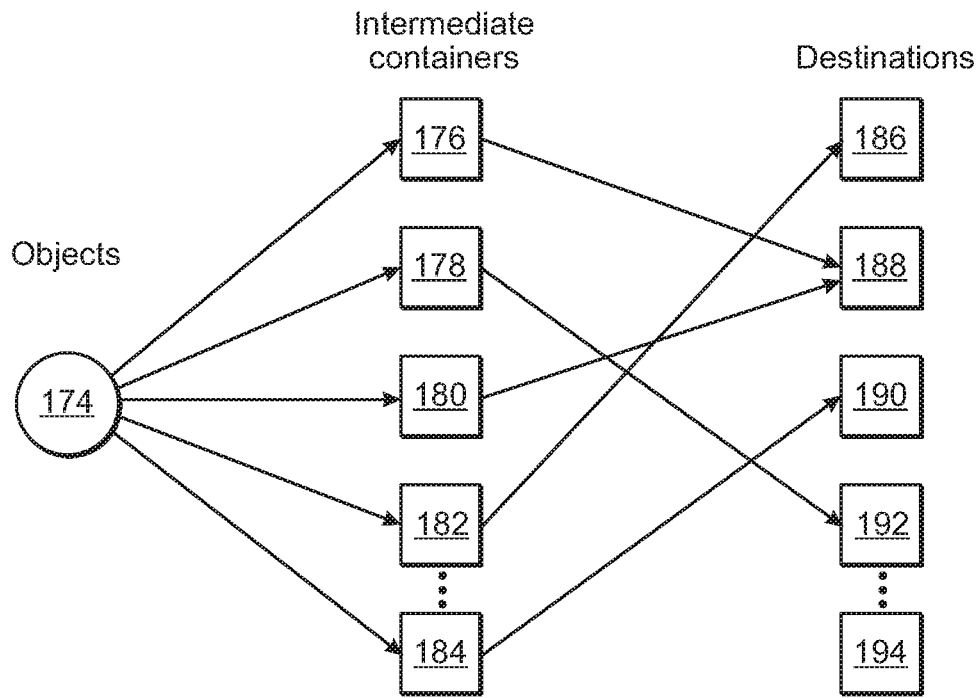 Intermediate
containers
Destinations
176
186
Objects
178
188
174
180
190
182
192
184
194